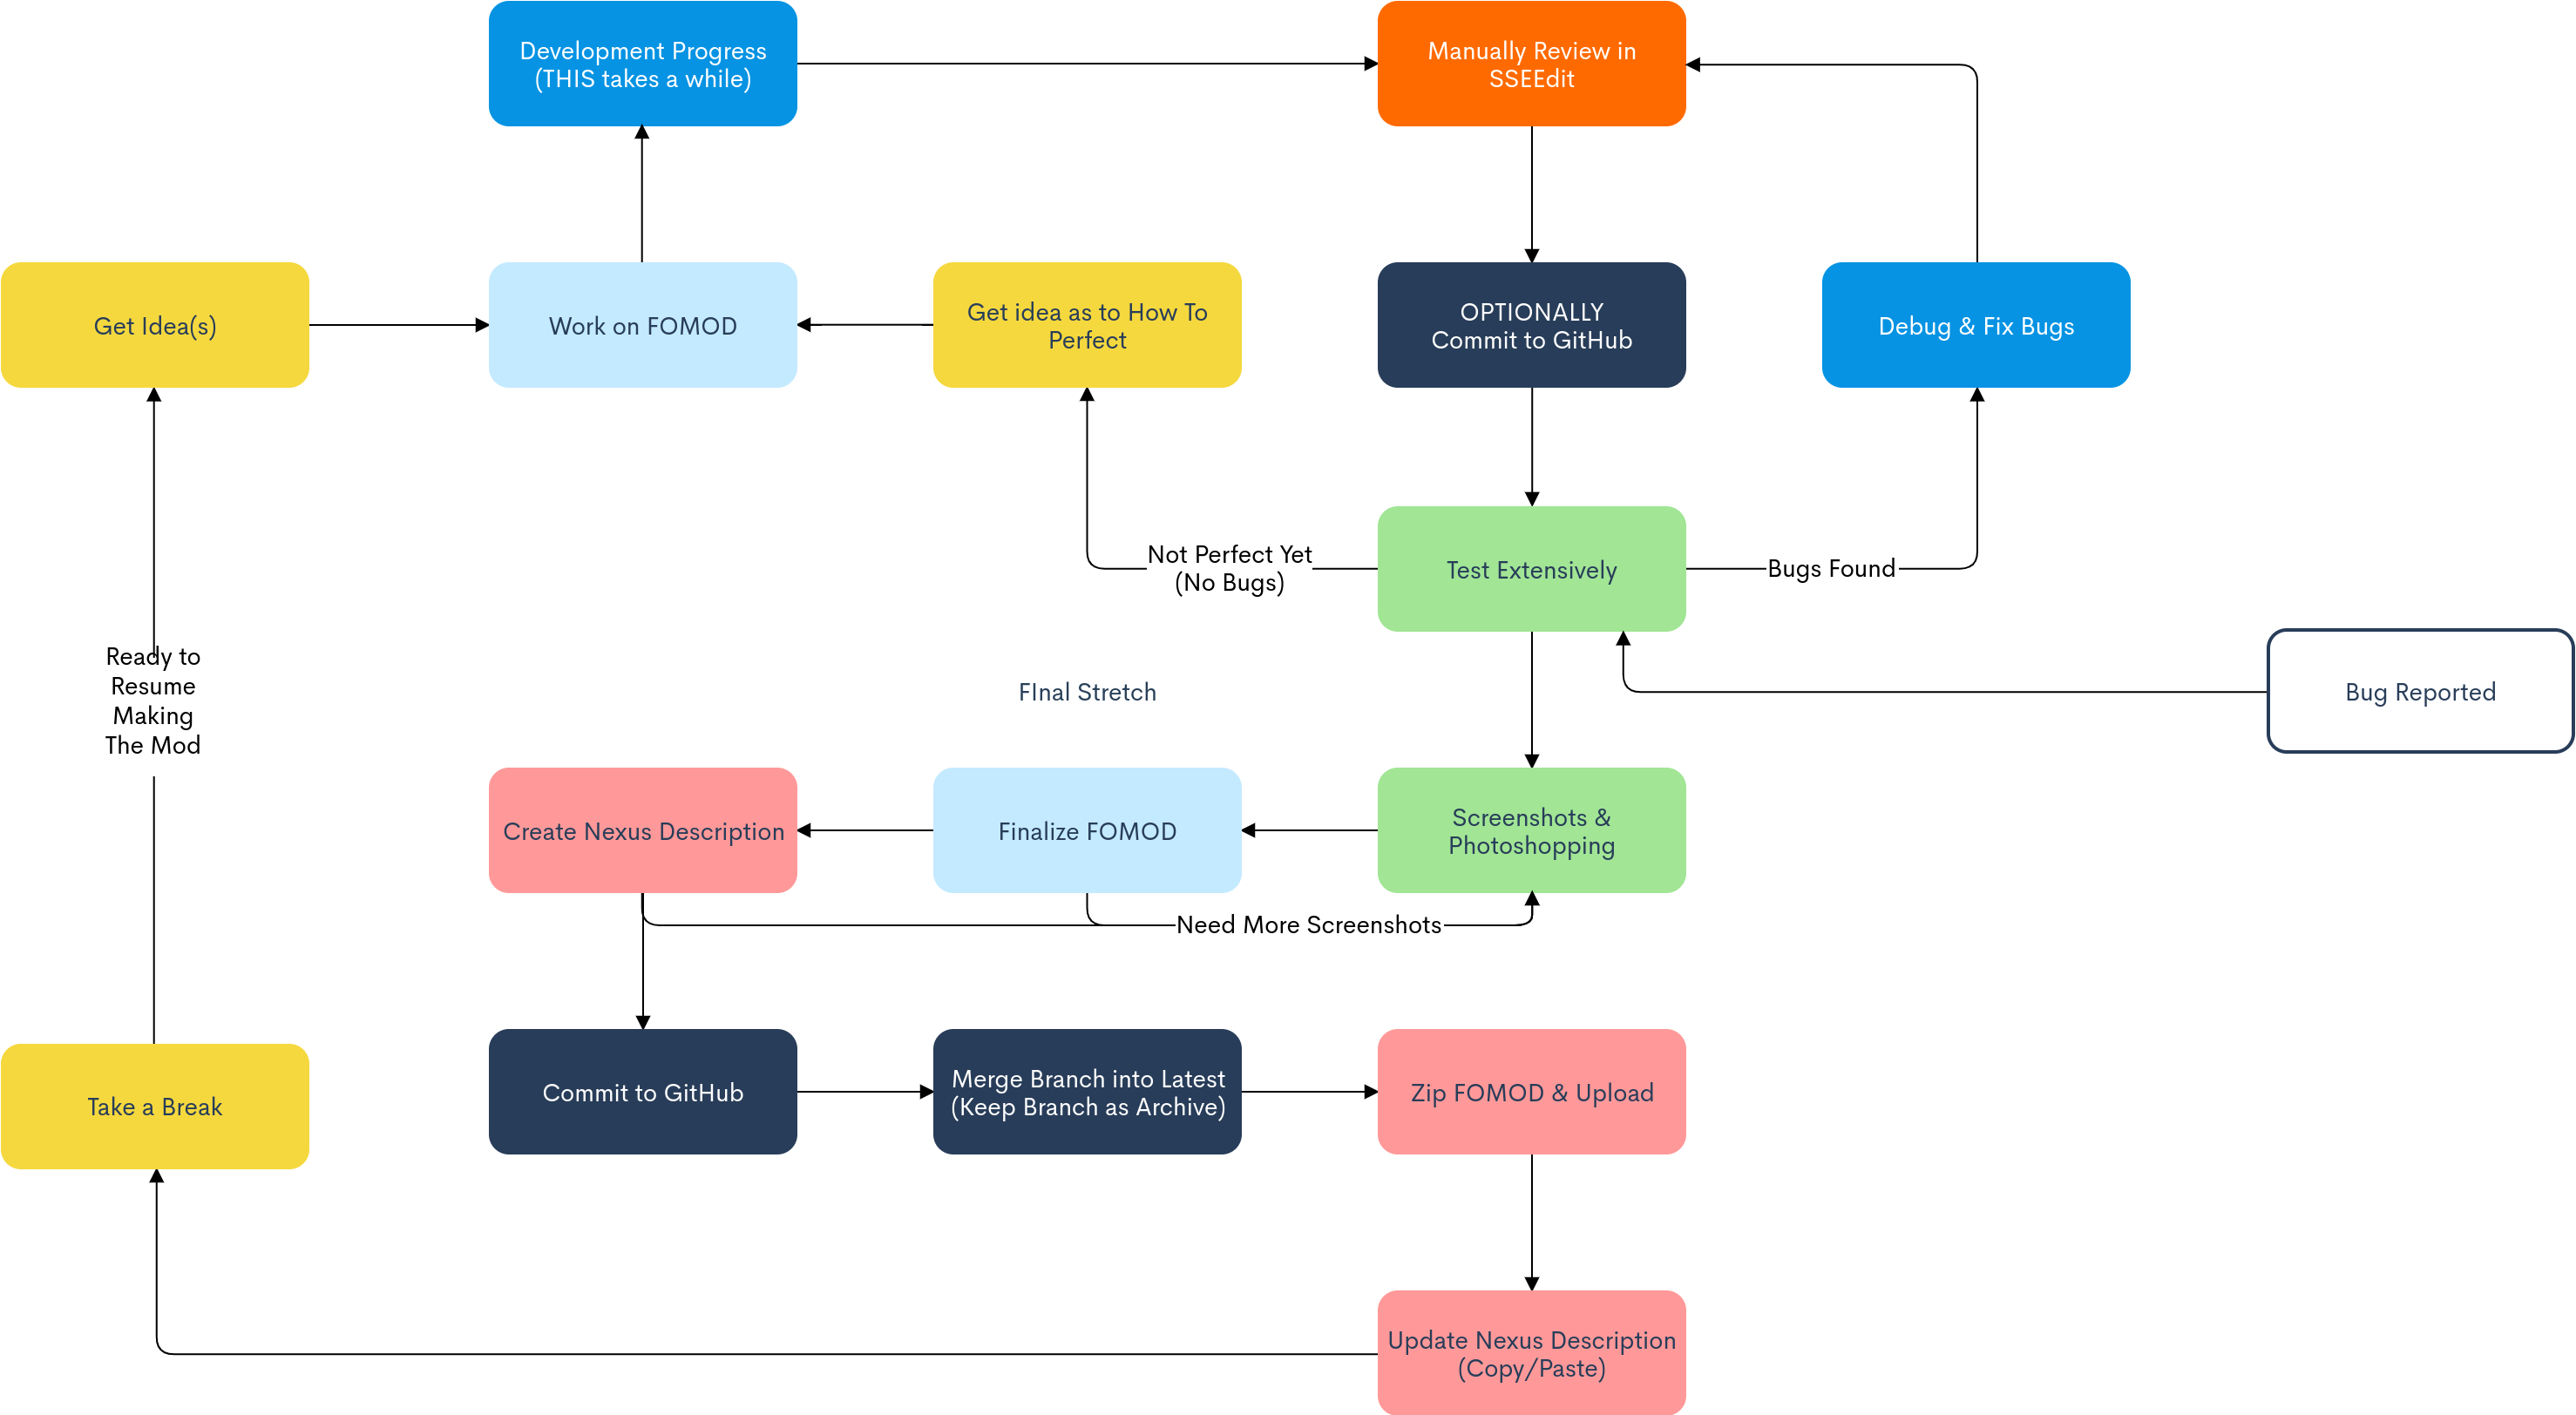 Development Progress
(THIS takes a while)
Manually Review in
SSEEdit
Get Idea(s)
Work on FOMOD
Get idea as to How To
Perfect
OPTIONALLY
Commit to GitHub
Debug & Fix Bugs
Not Perfect Yet
(No Bugs)
Test Extensively
Bugs Found
Ready to
Resume
Making
The Mod
FInal Stretch
Bug Reported
Create Nexus Description
Finalize FOMOD
Screenshots &
Photoshopping
Need More Screenshots
Take a Break
Commit to GitHub
Merge Branch into Latest
(Keep Branch as Archive)
Zip FOMOD & Upload
Update Nexus Description
(Copy/Paste)